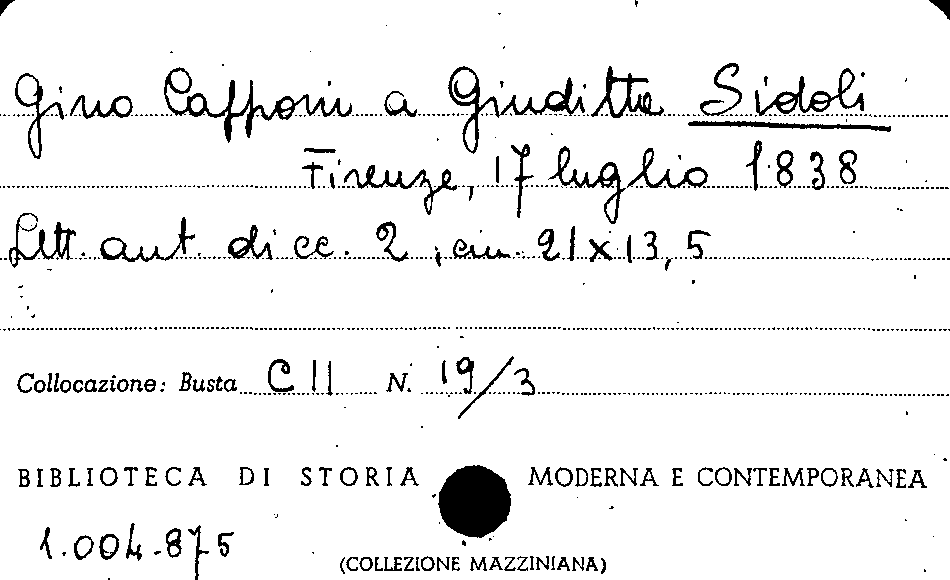 Gino Capponi a Giuditta Sidoli
Firenze, 17 luglio 1838
Lett. aut. di cc. 2 ; cm. 21x13,5
Collocazione: Busta C II N. 19/3
BIBLIOTECA DI STORIA MODERNA E CONTEMPORANEA
1.004.875
(COLLEZIONE MAZZINIANA)